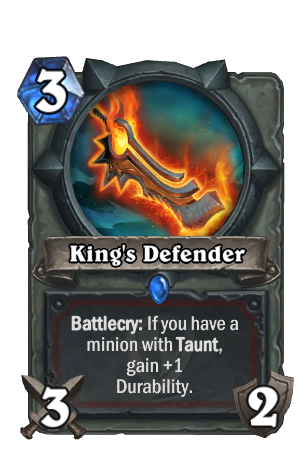 3
King's Defender
Battlecry: If you have a
minion with Taunt,
gain +1
Durability.
3
2